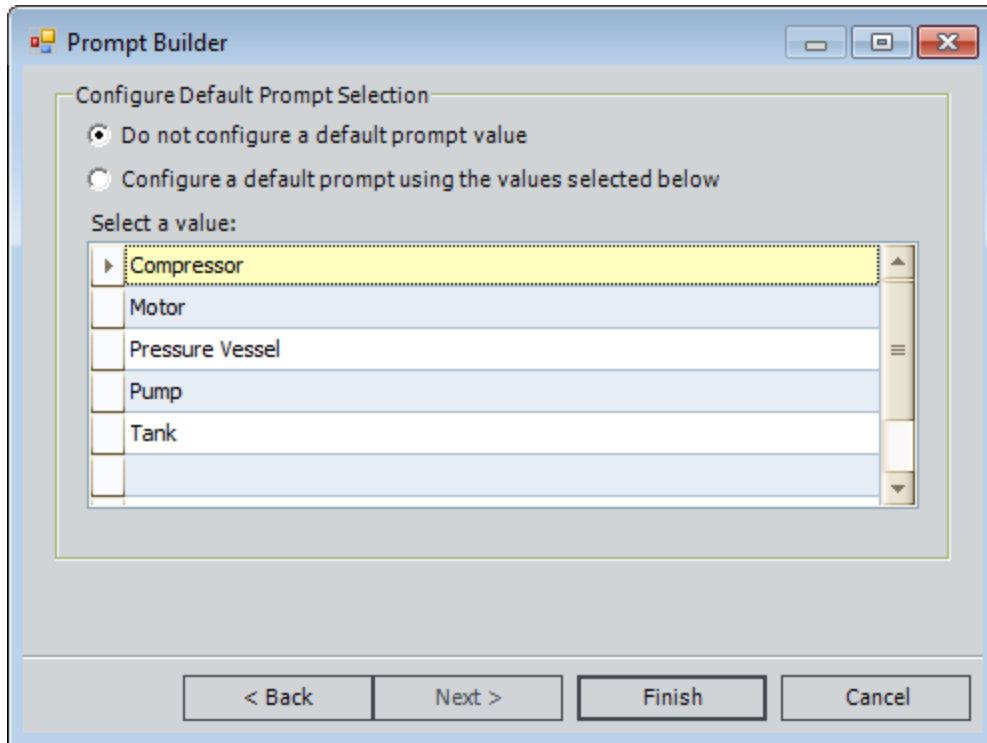 Prompt Builder
Configure Default Prompt Selection
Do not configure a default prompt value
Configure a default prompt using the values selected below
Select a value:
Compressor
Motor
Pressure Vessel
Pump
Tank
< Back
Next >
Finish
Cancel